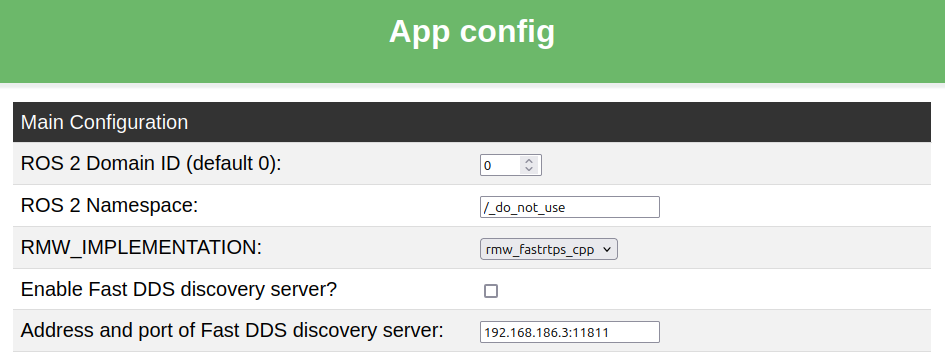 App config
Main Configuration
ROS 2 Domain ID (default 0): 0
ROS 2 Namespace: /_do_not_use
RMW_IMPLEMENTATION: rmw_fastrtps_cpp
Enable Fast DDS discovery server?
Address and port of Fast DDS discovery server: 192.168.186.3:11811